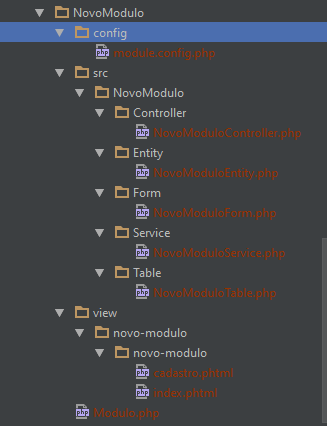 NovoModulo
config
module.config.php
src
NovoModulo
Controller
NovoModuloController.php
Entity
NovoModuloEntity.php
Form
NovoModuloForm.php
Service
NovoModuloService.php
Table
NovoModuloTable.php
view
novo-modulo
novo-modulo
cadastro.phtml
index.phtml
Modulo.php